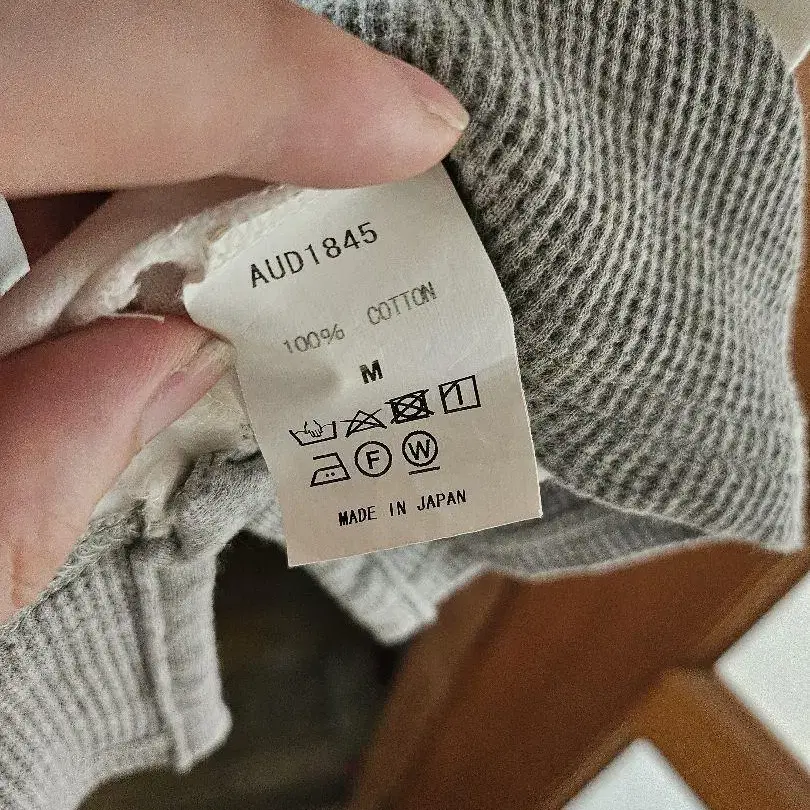 AUD1845
100% COTTON
M
F W
MADE IN JAPAN